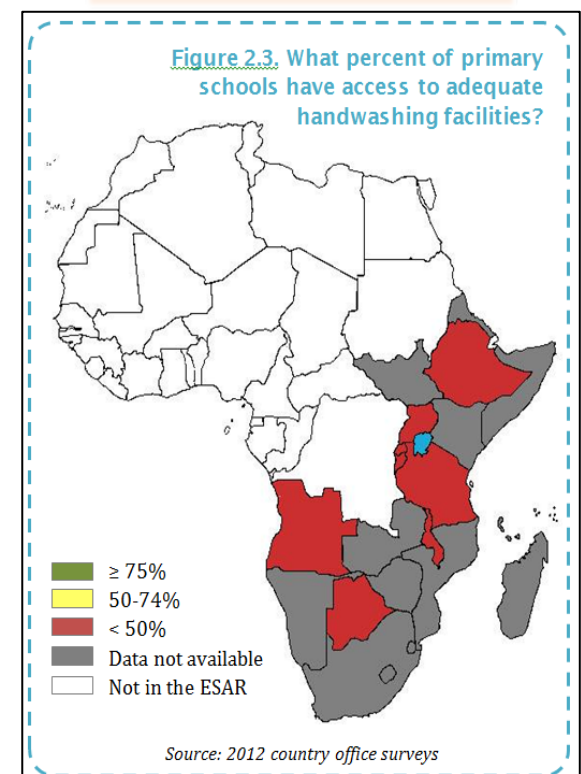 Figure 2.3. What percent of primary
schools have access to adequate
handwashing facilities?
≥ 75%
50-74%
< 50%
Data not available
Not in the ESAR
Source: 2012 country office surveys